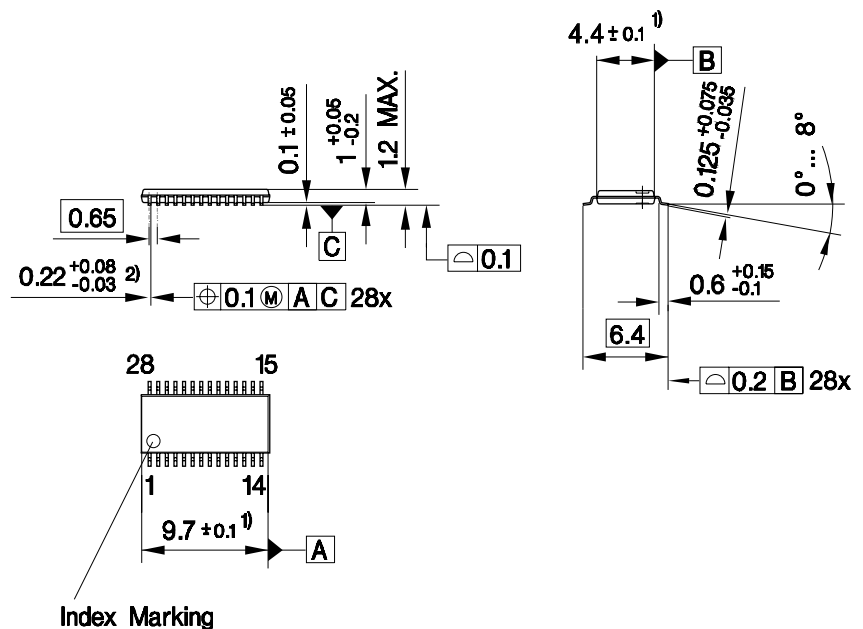 4.4 ±0.1 1)
B
0.1 ±0.05
1 +0.05 -0.2
1.2 MAX.
0.125 +0.075 -0.035
0° ... 8°
0.65
C
⌓ 0.1
0.22 +0.08 -0.03 2)
⌖ 0.1 Ⓜ A C 28x
0.6 +0.15 -0.1
6.4
⌓ 0.2 B 28x
28 15
1 14
9.7 ±0.1 1)
A
Index Marking